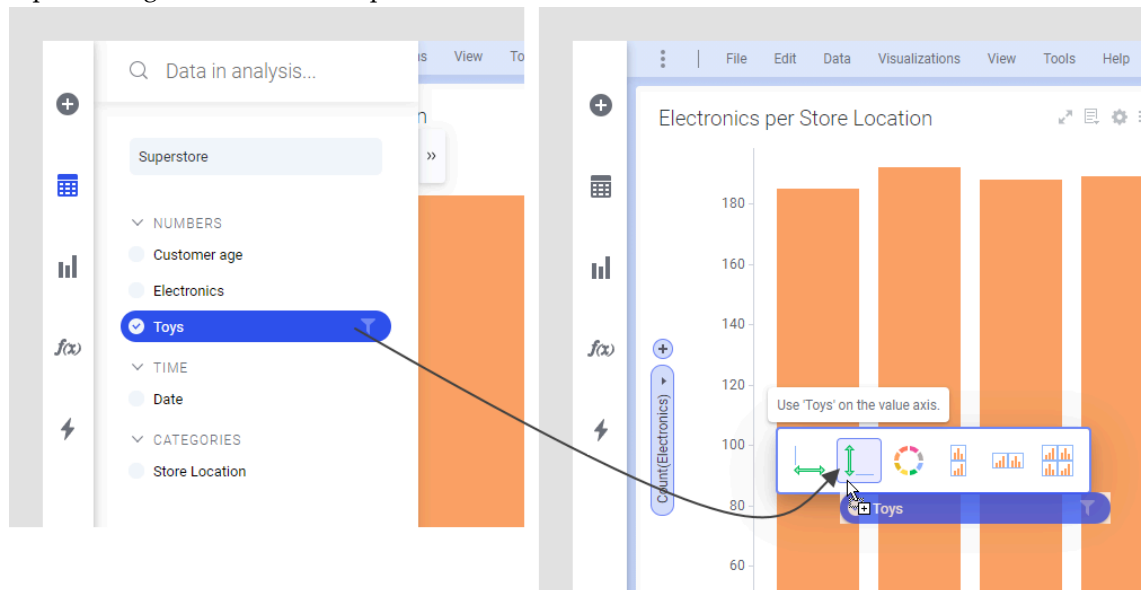 Data in analysis...
View
Superstore
»
NUMBERS
Customer age
Electronics
Toys
f(x)
TIME
Date
CATEGORIES
Store Location
File Edit Data Visualizations View Tools Help
Electronics per Store Location
180
160
140
f(x)
120
Count(Electronics)
Use 'Toys' on the value axis.
100
80
Toys
60